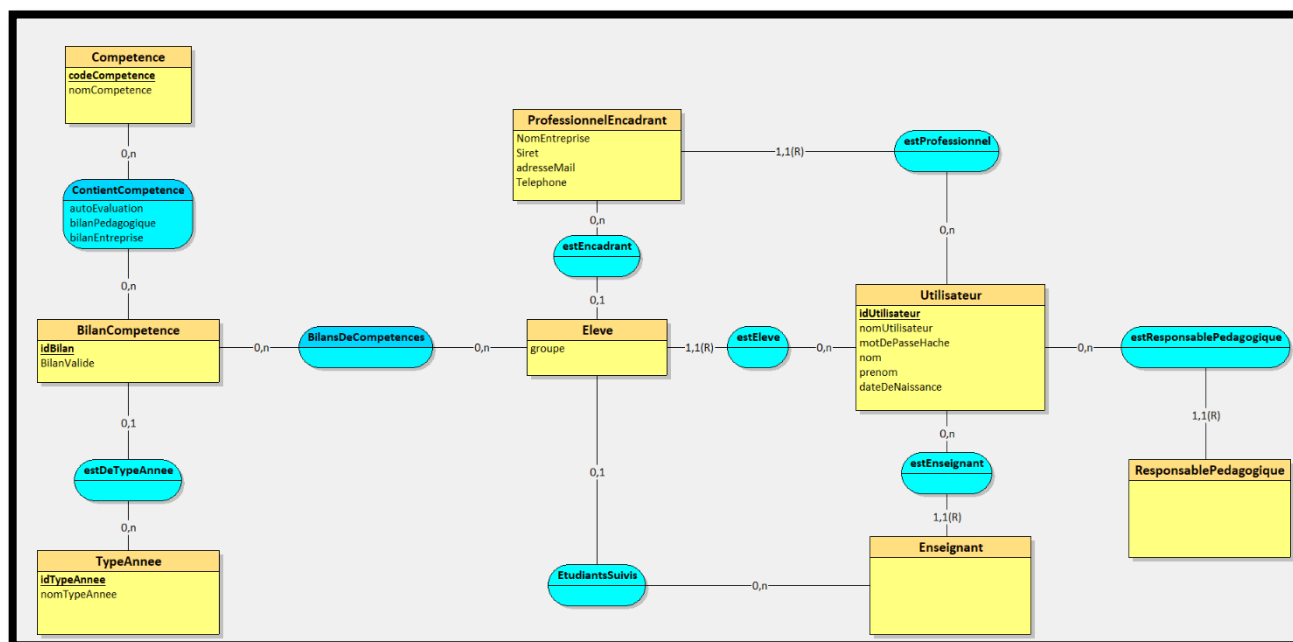 Competence
codeCompetence
nomCompetence
0,n
ContientCompetence
autoEvaluation
bilanPedagogique
bilanEntreprise
0,n
BilanCompetence
idBilan
BilanValide
0,n
BilansDeCompetences
0,n
0,1
estDeTypeAnnee
0,n
TypeAnnee
idTypeAnnee
nomTypeAnnee
ProfessionnelEncadrant
NomEntreprise
Siret
adresseMail
Telephone
1,1(R)
estProfessionnel
0,n
0,n
estEncadrant
0,1
Eleve
groupe
1,1(R)
estEleve
0,n
Utilisateur
idUtilisateur
nomUtilisateur
motDePasseHache
nom
prenom
dateDeNaissance
0,n
estResponsablePedagogique
1,1(R)
ResponsablePedagogique
0,n
estEnseignant
1,1(R)
Enseignant
0,1
EtudiantsSuivis
0,n